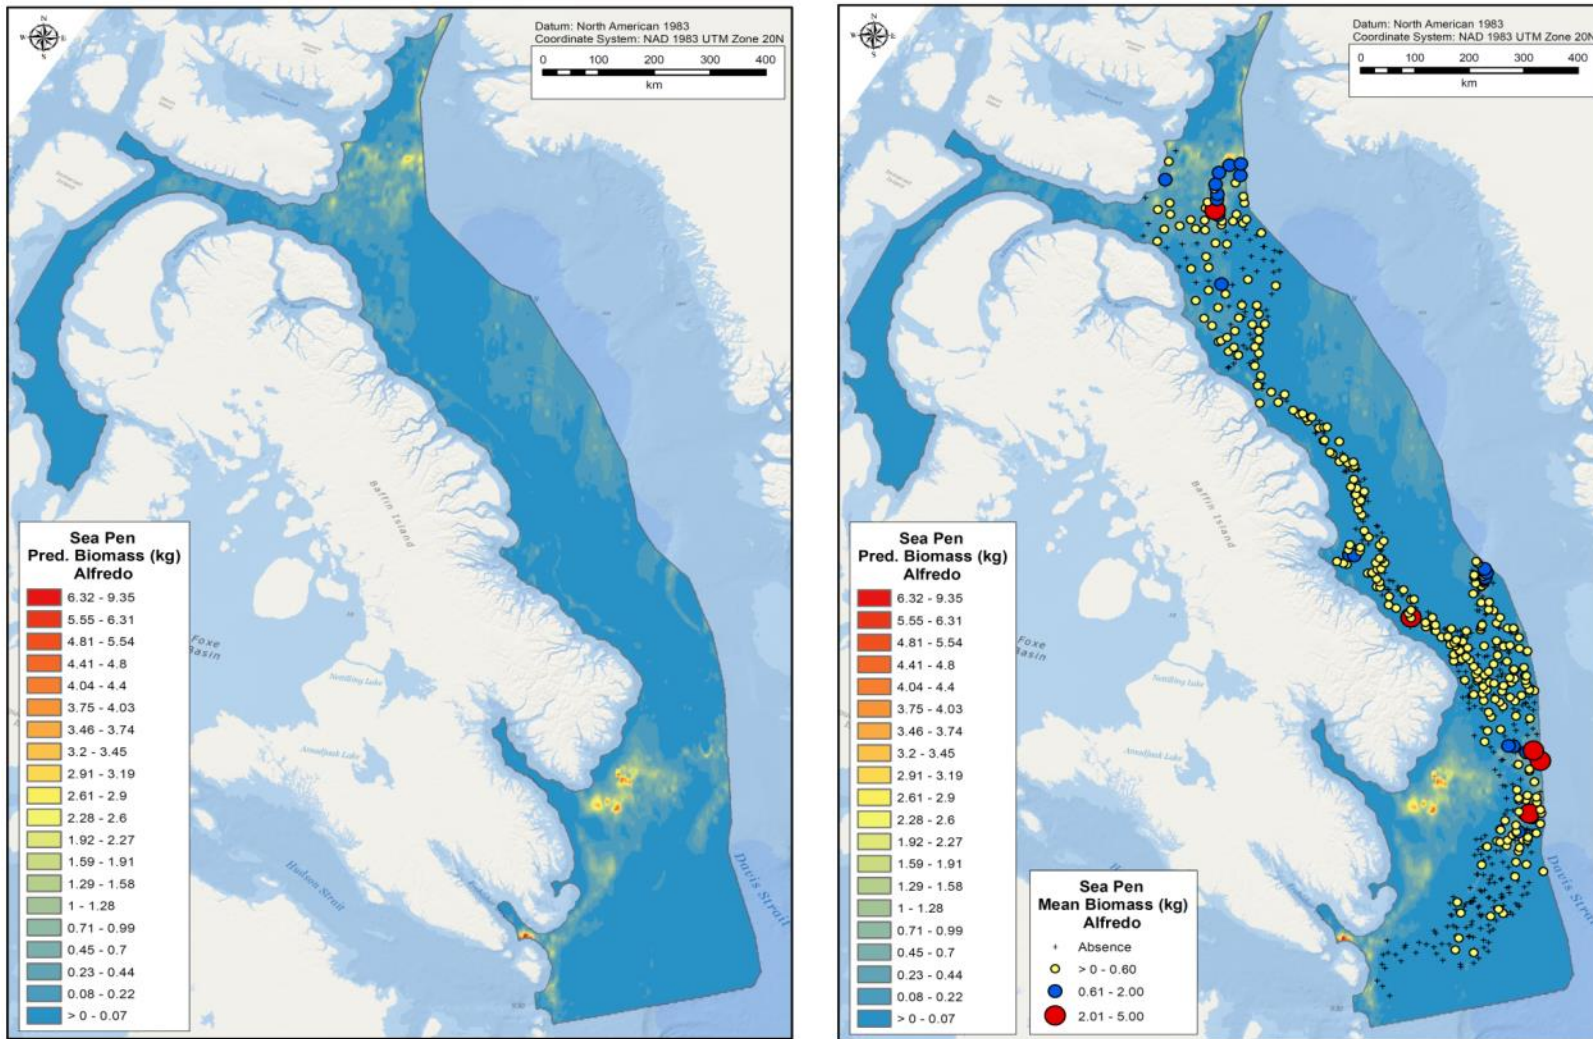 N
W E
S
Datum: North American 1983
Coordinate System: NAD 1983 UTM Zone 20N
0 100 200 300 400
km
Baffin Island
Foxe
Basin
Nettilling Lake
Amadjuak Lake
Hudson Strait
Davis Strait
Sea Pen
Pred. Biomass (kg)
Alfredo
6.32 - 9.35
5.55 - 6.31
4.81 - 5.54
4.41 - 4.8
4.04 - 4.4
3.75 - 4.03
3.46 - 3.74
3.2 - 3.45
2.91 - 3.19
2.61 - 2.9
2.28 - 2.6
1.92 - 2.27
1.59 - 1.91
1.29 - 1.58
1 - 1.28
0.71 - 0.99
0.45 - 0.7
0.23 - 0.44
0.08 - 0.22
> 0 - 0.07
N
W E
S
Datum: North American 1983
Coordinate System: NAD 1983 UTM Zone 20N
0 100 200 300 400
km
Baffin Island
Foxe
Basin
Nettilling Lake
Amadjuak Lake
Davis Strait
Sea Pen
Pred. Biomass (kg)
Alfredo
6.32 - 9.35
5.55 - 6.31
4.81 - 5.54
4.41 - 4.8
4.04 - 4.4
3.75 - 4.03
3.46 - 3.74
3.2 - 3.45
2.91 - 3.19
2.61 - 2.9
2.28 - 2.6
1.92 - 2.27
1.59 - 1.91
1.29 - 1.58
1 - 1.28
0.71 - 0.99
0.45 - 0.7
0.23 - 0.44
0.08 - 0.22
> 0 - 0.07
Sea Pen
Mean Biomass (kg)
Alfredo
Absence
> 0 - 0.60
0.61 - 2.00
2.01 - 5.00